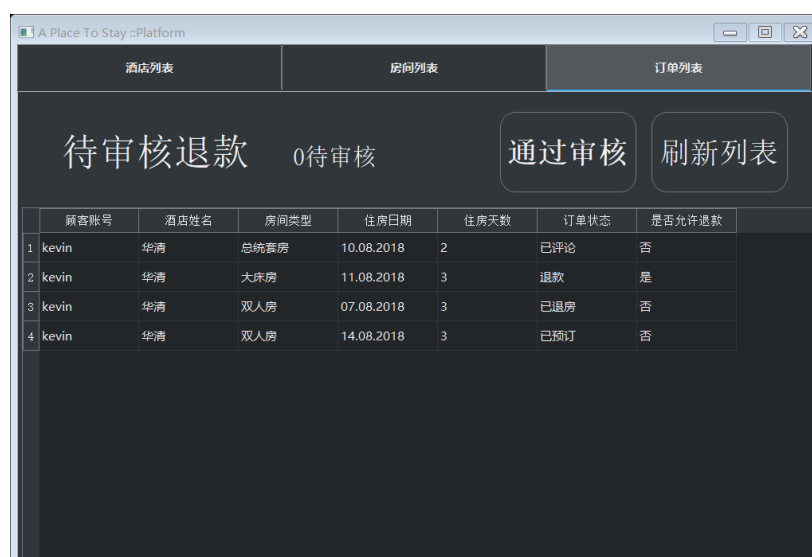 A Place To Stay ::Platform
酒店列表 房间列表 订单列表
待审核退款 0待审核 通过审核 刷新列表
顾客账号 酒店姓名 房间类型 住房日期 住房天数 订单状态 是否允许退款
1 kevin 华清 总统套房 10.08.2018 2 已评论 否
2 kevin 华清 大床房 11.08.2018 3 退款 是
3 kevin 华清 双人房 07.08.2018 3 已退房 否
4 kevin 华清 双人房 14.08.2018 3 已预订 否